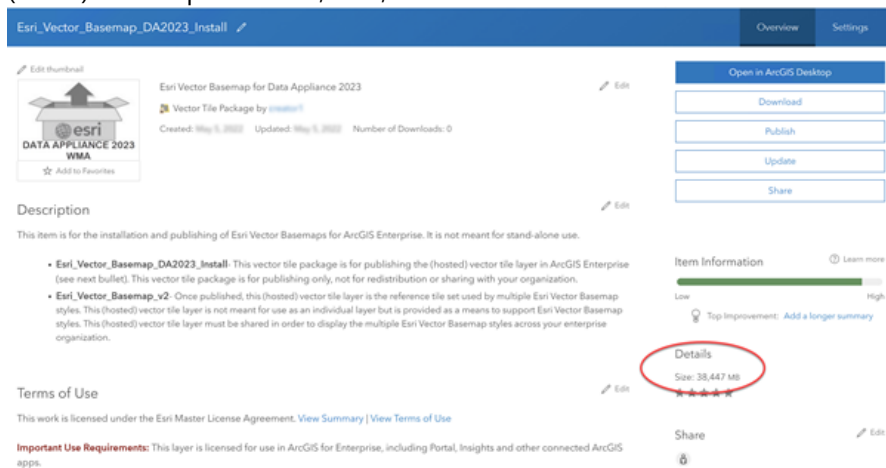 Esri_Vector_Basemap_DA2023_Install
Overview
Settings
Edit thumbnail
esri
DATA APPLIANCE 2023
WMA
Add to Favorites
Esri Vector Basemap for Data Appliance 2023
Edit
Vector Tile Package by
Created:
Updated:
Number of Downloads: 0
Open in ArcGIS Desktop
Download
Publish
Update
Share
Description
Edit
This item is for the installation and publishing of Esri Vector Basemaps for ArcGIS Enterprise. It is not meant for stand-alone use.
• Esri_Vector_Basemap_DA2023_Install- This vector tile package is for publishing the (hosted) vector tile layer in ArcGIS Enterprise
(see next bullet). This vector tile package is for publishing only, not for redistribution or sharing with your organization.
• Esri_Vector_Basemap_v2- Once published, this (hosted) vector tile layer is the reference tile set used by multiple Esri Vector Basemap
styles. This (hosted) vector tile layer is not meant for use as an individual layer but is provided as a means to support Esri Vector Basemap
styles. This (hosted) vector tile layer must be shared in order to display the multiple Esri Vector Basemap styles across your enterprise
organization.
Item Information
Learn more
Low
High
Top Improvement: Add a longer summary
Details
Size: 38,447 MB
Terms of Use
Edit
This work is licensed under the Esri Master License Agreement. View Summary | View Terms of Use
Important Use Requirements: This layer is licensed for use in ArcGIS for Enterprise, including Portal, Insights and other connected ArcGIS
apps.
Share
Edit